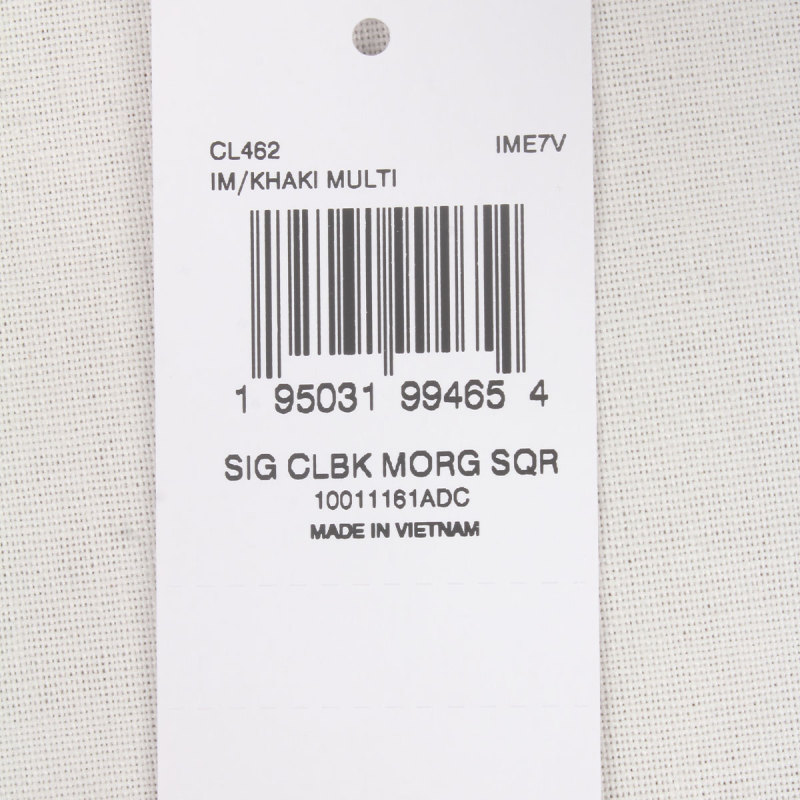 CL462 IME7V
IM/KHAKI MULTI
1 95031 99465 4
SIG CLBK MORG SQR
10011161ADC
MADE IN VIETNAM